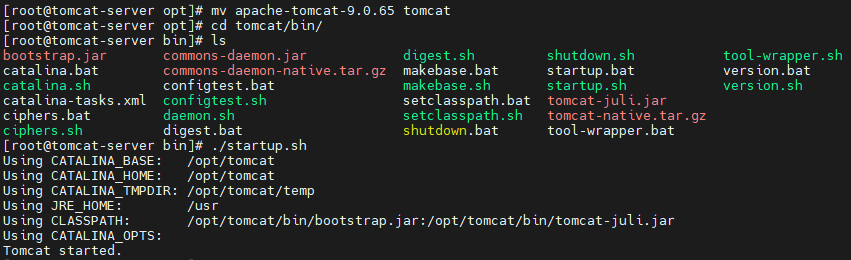 [root@tomcat-server opt]# mv apache-tomcat-9.0.65 tomcat
[root@tomcat-server opt]# cd tomcat/bin/
[root@tomcat-server bin]# ls
bootstrap.jar commons-daemon.jar digest.sh shutdown.sh tool-wrapper.sh
catalina.bat commons-daemon-native.tar.gz makebase.bat startup.bat version.bat
catalina.sh configtest.bat makebase.sh startup.sh version.sh
catalina-tasks.xml configtest.sh setclasspath.bat tomcat-juli.jar
ciphers.bat daemon.sh setclasspath.sh tomcat-native.tar.gz
ciphers.sh digest.bat shutdown.bat tool-wrapper.bat
[root@tomcat-server bin]# ./startup.sh
Using CATALINA_BASE: /opt/tomcat
Using CATALINA_HOME: /opt/tomcat
Using CATALINA_TMPDIR: /opt/tomcat/temp
Using JRE_HOME: /usr
Using CLASSPATH: /opt/tomcat/bin/bootstrap.jar:/opt/tomcat/bin/tomcat-juli.jar
Using CATALINA_OPTS:
Tomcat started.